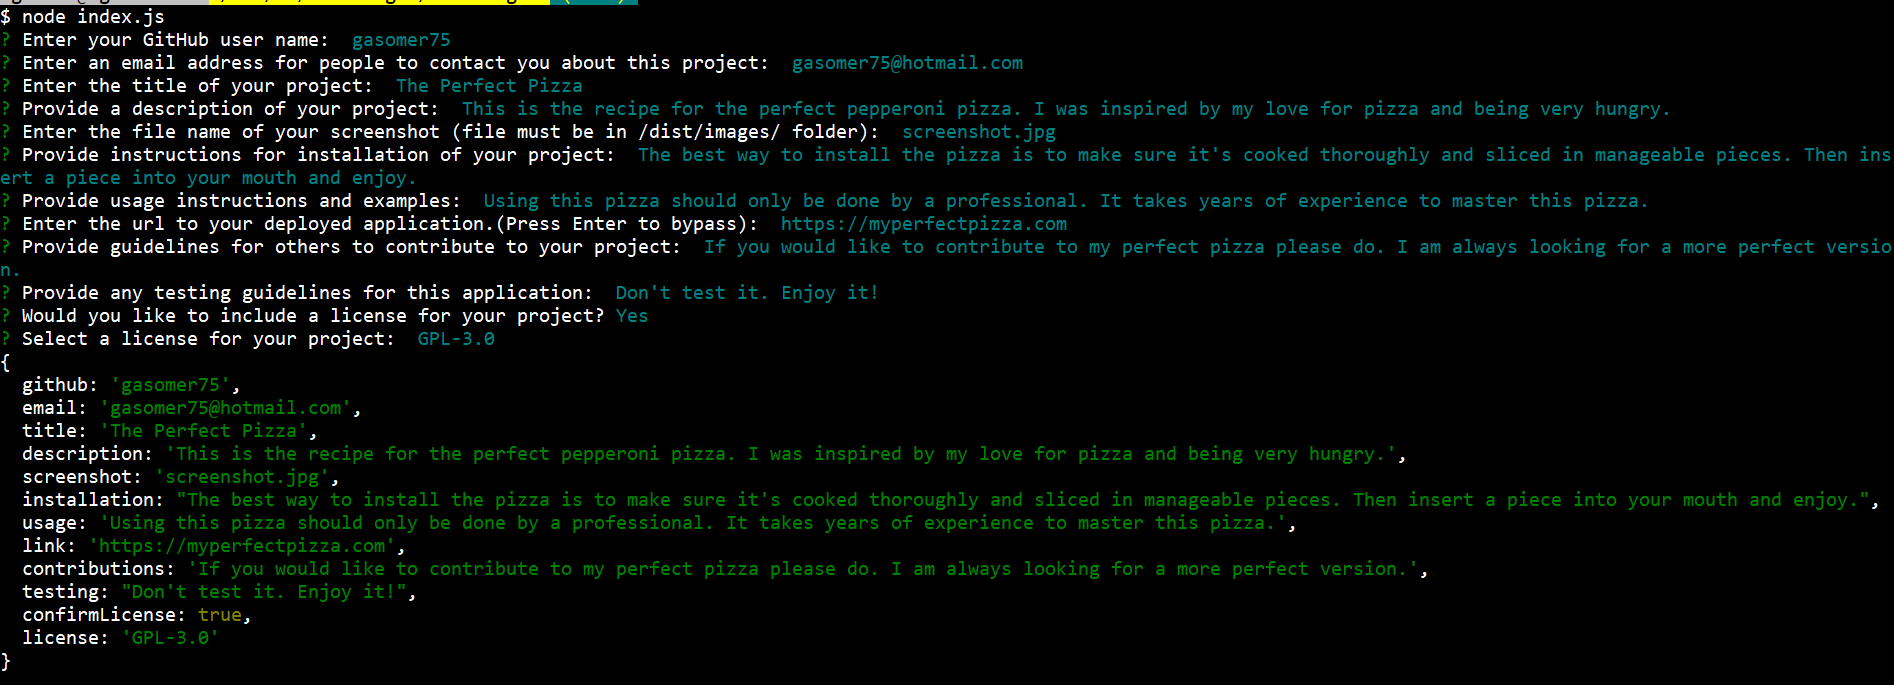 $ node index.js
? Enter your GitHub user name:  gasomer75
? Enter an email address for people to contact you about this project:  gasomer75@hotmail.com
? Enter the title of your project:  The Perfect Pizza
? Provide a description of your project:  This is the recipe for the perfect pepperoni pizza. I was inspired by my love for pizza and being very hungry.
? Enter the file name of your screenshot (file must be in /dist/images/ folder):  screenshot.jpg
? Provide instructions for installation of your project:  The best way to install the pizza is to make sure it's cooked thoroughly and sliced in manageable pieces. Then ins
ert a piece into your mouth and enjoy.
? Provide usage instructions and examples:  Using this pizza should only be done by a professional. It takes years of experience to master this pizza.
? Enter the url to your deployed application.(Press Enter to bypass):  https://myperfectpizza.com
? Provide guidelines for others to contribute to your project:  If you would like to contribute to my perfect pizza please do. I am always looking for a more perfect versio
n.
? Provide any testing guidelines for this application:  Don't test it. Enjoy it!
? Would you like to include a license for your project? Yes
? Select a license for your project:  GPL-3.0
{
  github: 'gasomer75',
  email: 'gasomer75@hotmail.com',
  title: 'The Perfect Pizza',
  description: 'This is the recipe for the perfect pepperoni pizza. I was inspired by my love for pizza and being very hungry.',
  screenshot: 'screenshot.jpg',
  installation: "The best way to install the pizza is to make sure it's cooked thoroughly and sliced in manageable pieces. Then insert a piece into your mouth and enjoy.",
  usage: 'Using this pizza should only be done by a professional. It takes years of experience to master this pizza.',
  link: 'https://myperfectpizza.com',
  contributions: 'If you would like to contribute to my perfect pizza please do. I am always looking for a more perfect version.',
  testing: "Don't test it. Enjoy it!",
  confirmLicense: true,
  license: 'GPL-3.0'
}